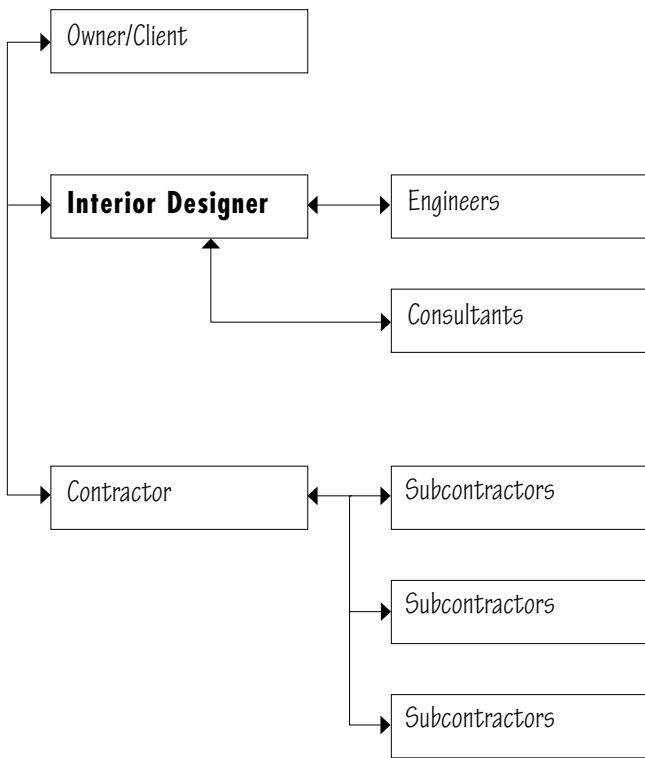 Owner/Client
Interior Designer
Engineers
Consultants
Contractor
Subcontractors
Subcontractors
Subcontractors